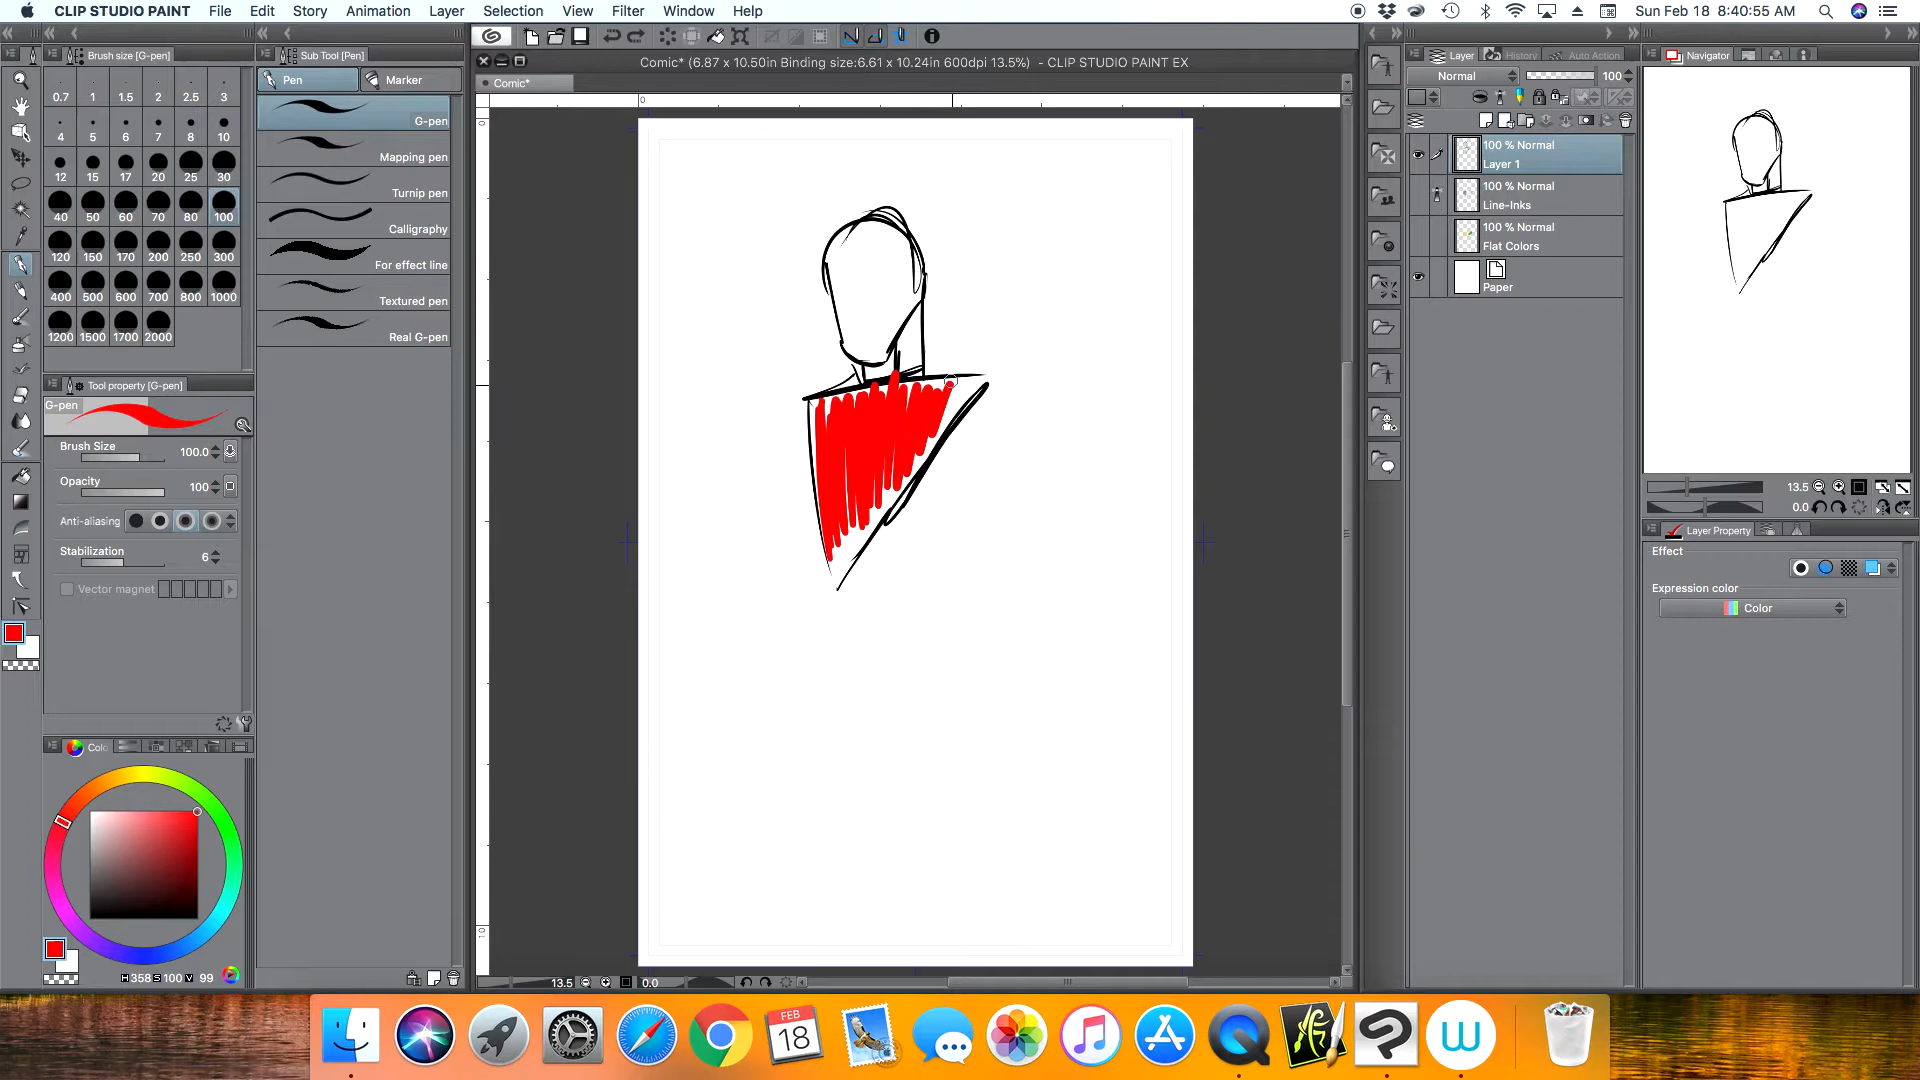 CLIP STUDIO PAINT File Edit Story Animation Layer Selection View Filter Window Help Sun Feb 18 8:40:55 AM
Brush size [G-pen] Sub Tool [Pen] Layer History Auto Action Navigator
Comic* (6.87 x 10.50in Binding size:6.61 x 10.24in 600dpi 13.5%) - CLIP STUDIO PAINT EX
Comic*
Pen Marker
Normal 100
0.7 1 1.5 2 2.5 3
4 5 6 7 8 10
12 15 17 20 25 30
40 50 60 70 80 100
120 150 170 200 250 300
400 500 600 700 800 1000
1200 1500 1700 2000
G-pen
Mapping pen
Turnip pen
Calligraphy
For effect line
Textured pen
Real G-pen
0
0
10
100 % Normal
Layer 1
100 % Normal
Line-Inks
100 % Normal
Flat Colors
Paper
Tool property [G-pen]
G-pen
Brush Size 100.0
Opacity 100
Anti-aliasing
Stabilization 6
Vector magnet
13.5
0.0
Layer Property
Effect
Expression color
Color
Colo
H 358 S 100 V 99
13.5 0.0
FEB
18
W